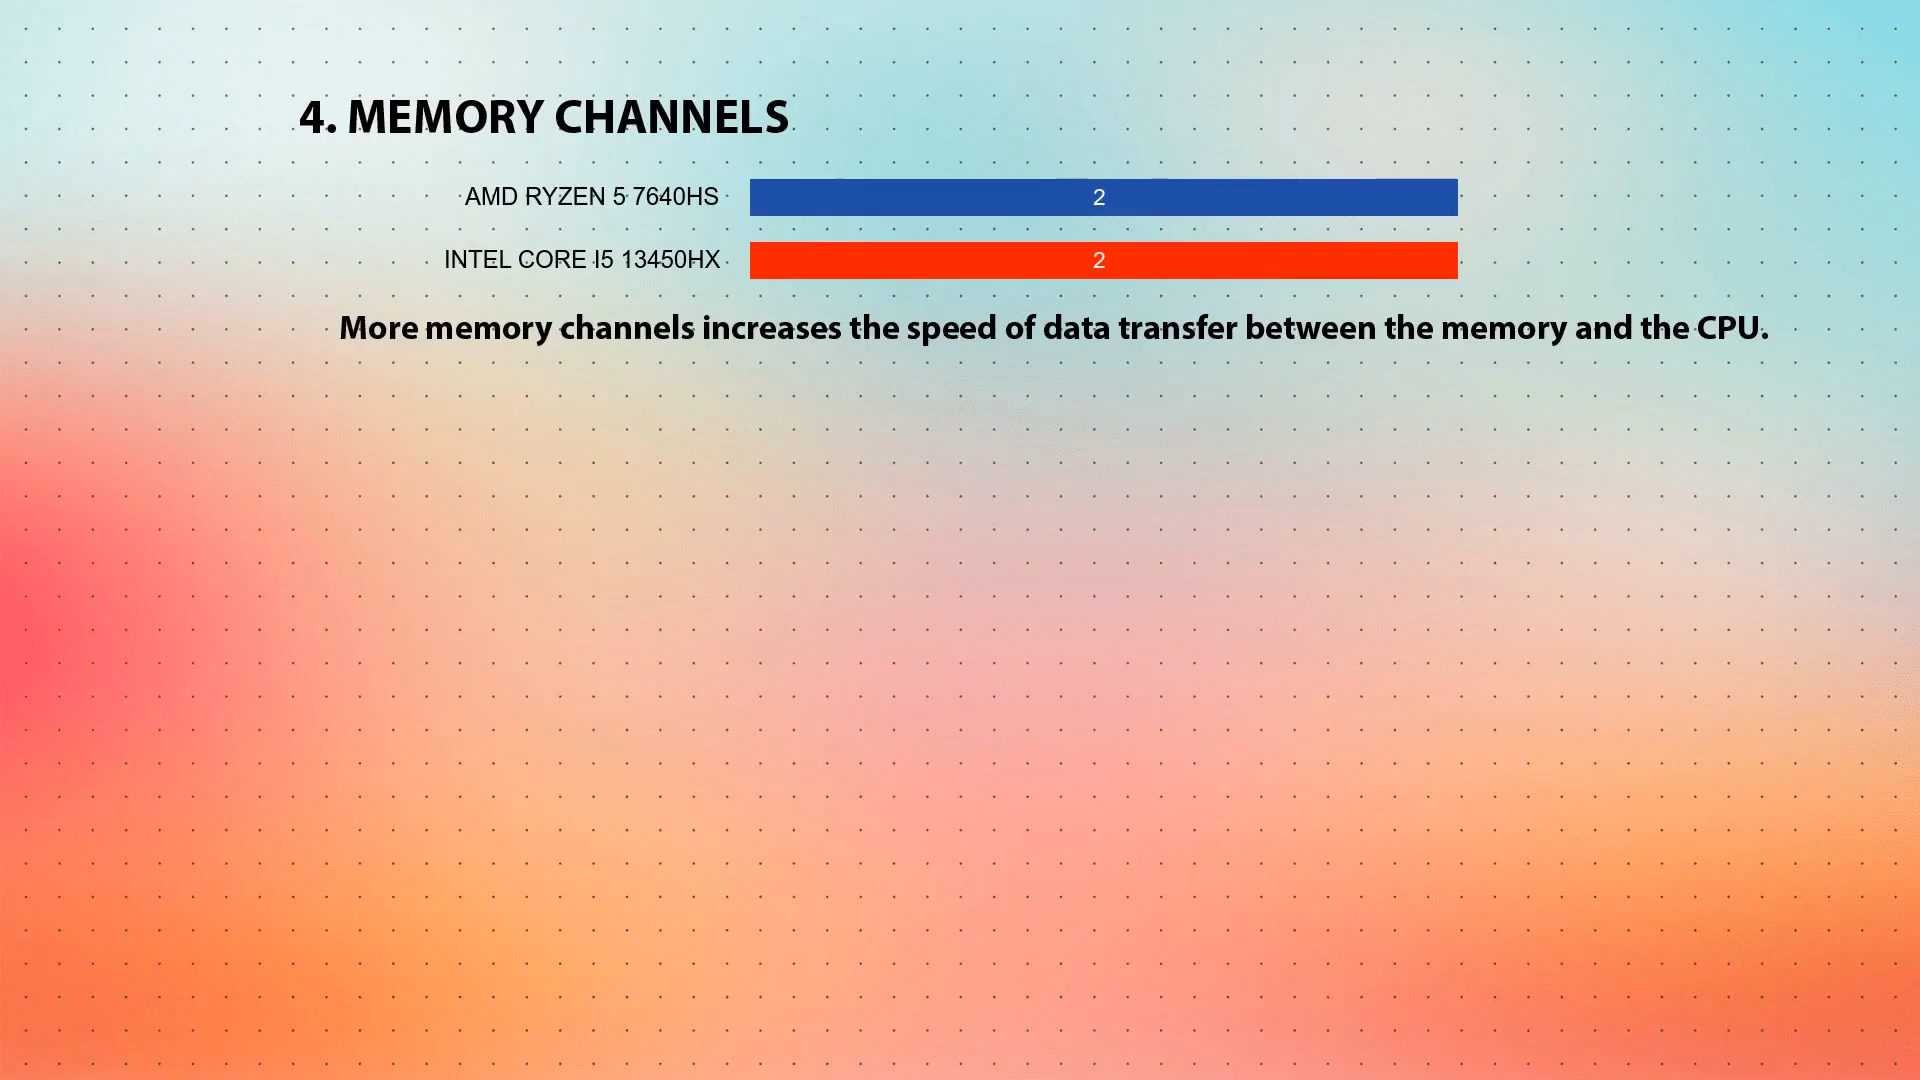 4. MEMORY CHANNELS
AMD RYZEN 5 7640HS 2
INTEL CORE I5 13450HX 2
More memory channels increases the speed of data transfer between the memory and the CPU.